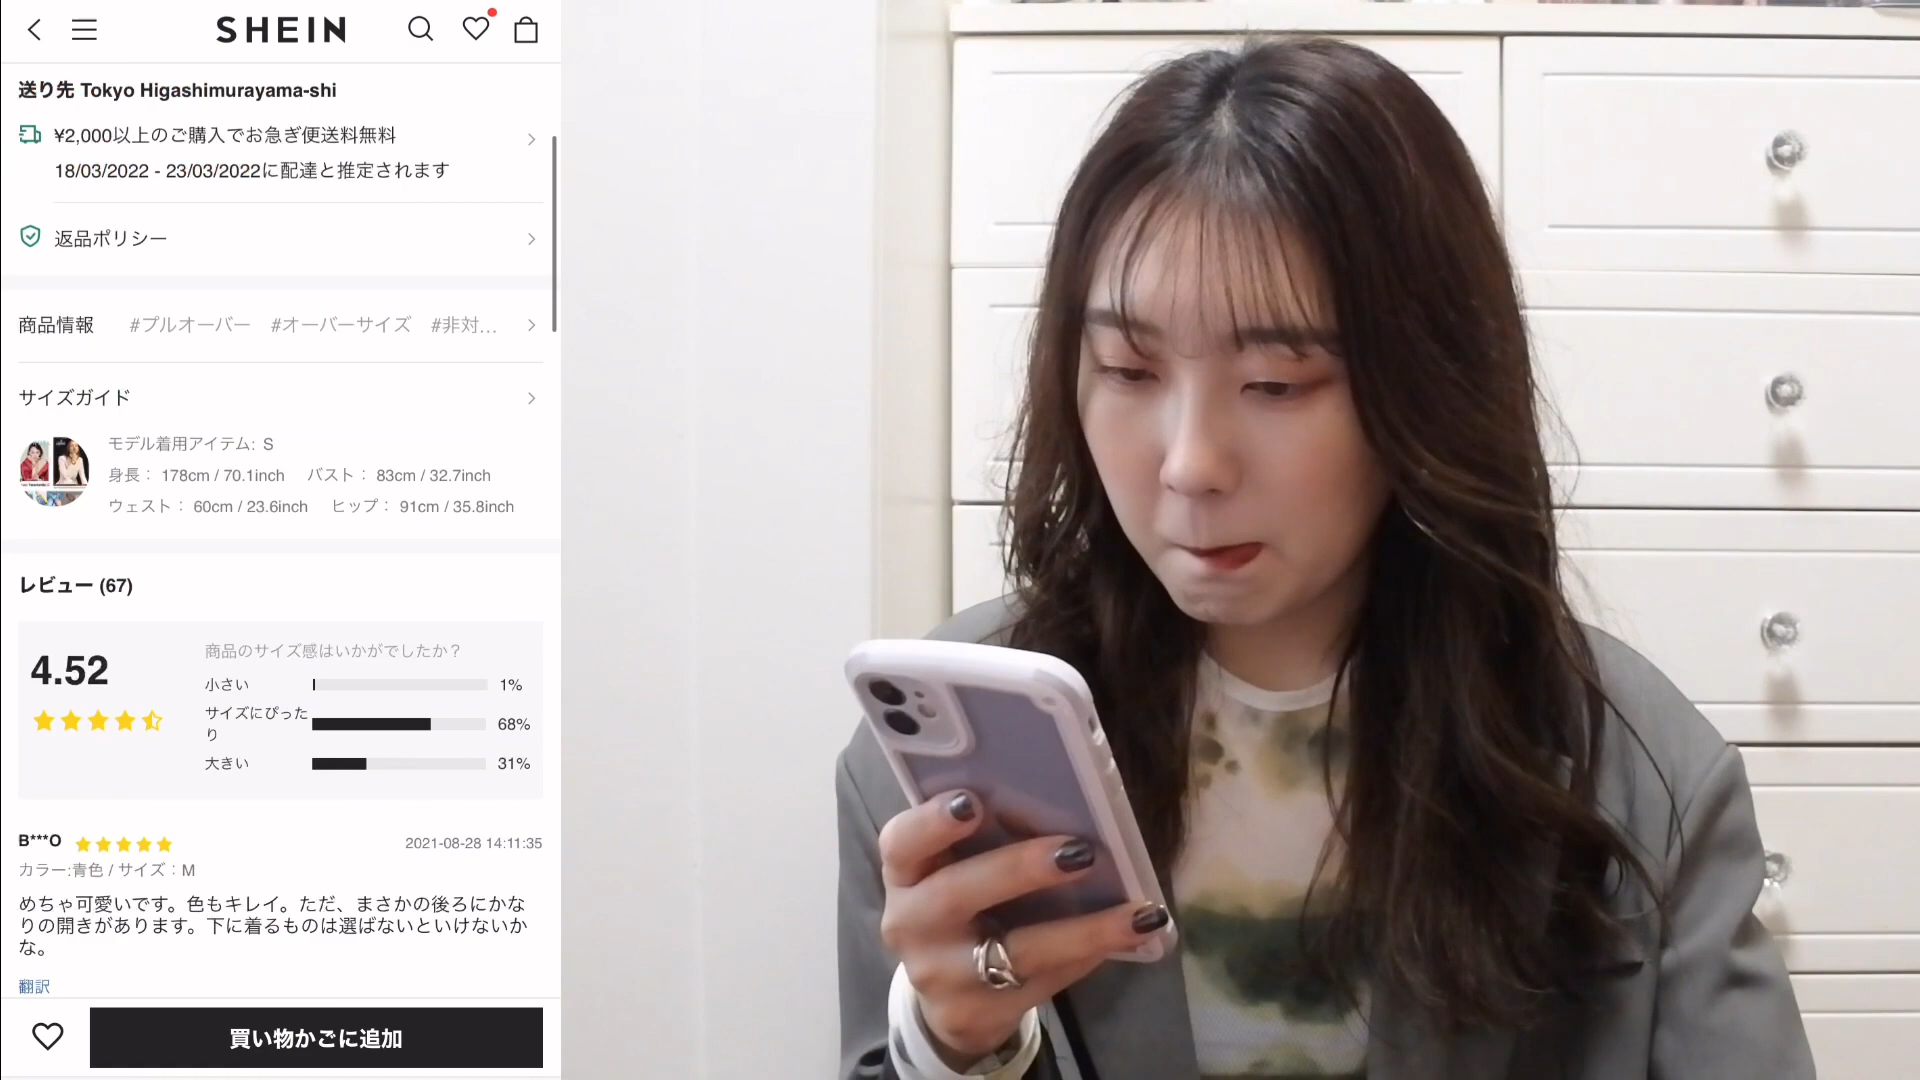 SHEIN
送り先 Tokyo Higashimurayama-shi
¥2,000以上のご購入でお急ぎ便送料無料
18/03/2022 - 23/03/2022に配達と推定されます
返品ポリシー
商品情報 #プルオーバー #オーバーサイズ #非対...
サイズガイド
モデル着用アイテム: S
身長: 178cm / 70.1inch バスト: 83cm / 32.7inch
ウェスト: 60cm / 23.6inch ヒップ: 91cm / 35.8inch
レビュー (67)
4.52
商品のサイズ感はいかがでしたか?
小さい 1%
サイズにぴった
り
68%
大きい 31%
B***O 2021-08-28 14:11:35
カラー:青色 / サイズ:M
めちゃ可愛いです。色もキレイ。ただ、まさかの後ろにかな
りの開きがあります。下に着るものは選ばないといけないか
な。
翻訳
買い物かごに追加